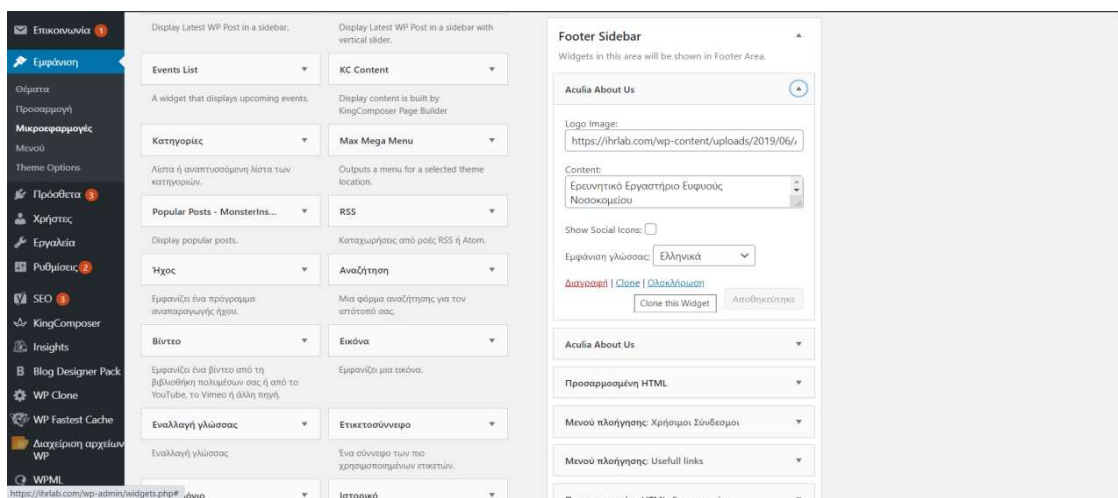 Επικοινωνία 1
Εμφάνιση
Θέματα
Προσαρμογή
Μικροεφαρμογές
Μενού
Theme Options
Πρόσθετα 3
Χρήστες
Εργαλεία
Ρυθμίσεις 2
SEO 3
KingComposer
Insights
B Blog Designer Pack
WP Clone
WP Fastest Cache
Διαχείριση αρχείων
WP
WPML
https://ihrlab.com/wp-admin/widgets.php#
Display Latest WP Post in a sidebar.
Events List
A widget that displays upcoming events.
Κατηγορίες
Λίστα ή αναπτυσσόμενη λίστα των
κατηγοριών.
Popular Posts - MonsterIns...
Display popular posts.
Ήχος
Εμφανίζει ένα πρόγραμμα
αναπαραγωγής ήχου.
Βίντεο
Εμφανίζει ένα βίντεο από τη
βιβλιοθήκη πολυμέσων σας ή από το
YouTube, το Vimeo ή άλλη πηγή.
Εναλλαγή γλώσσας
Εναλλαγή γλώσσας
Display Latest WP Post in a sidebar with
vertical slider.
KC Content
Display content is built by
KingComposer Page Builder
Max Mega Menu
Outputs a menu for a selected theme
location.
RSS
Καταχωρήσεις από ροές RSS ή Atom.
Αναζήτηση
Μια φόρμα αναζήτησης για τον
ιστότοπό σας.
Εικόνα
Εμφανίζει μια εικόνα.
Ετικετοσύννεφο
Ένα σύννεφο των πιο
χρησιμοποιημένων ετικετών.
Ιστορικό
Footer Sidebar
Widgets in this area will be shown in Footer Area.
Aculia About Us
Logo Image:
https://ihrlab.com/wp-content/uploads/2019/06/
Content:
Ερευνητικό Εργαστήριο Ευφυούς
Νοσοκομείου
Show Social Icons:
Εμφάνιση γλώσσας: Ελληνικά
Διαγραφή | Clone | Ολοκλήρωση
Clone this Widget
Αποθηκεύτηκε
Aculia About Us
Προσαρμοσμένη HTML
Μενού πλοήγησης: Χρήσιμοι Σύνδεσμοι
Μενού πλοήγησης: Usefull links